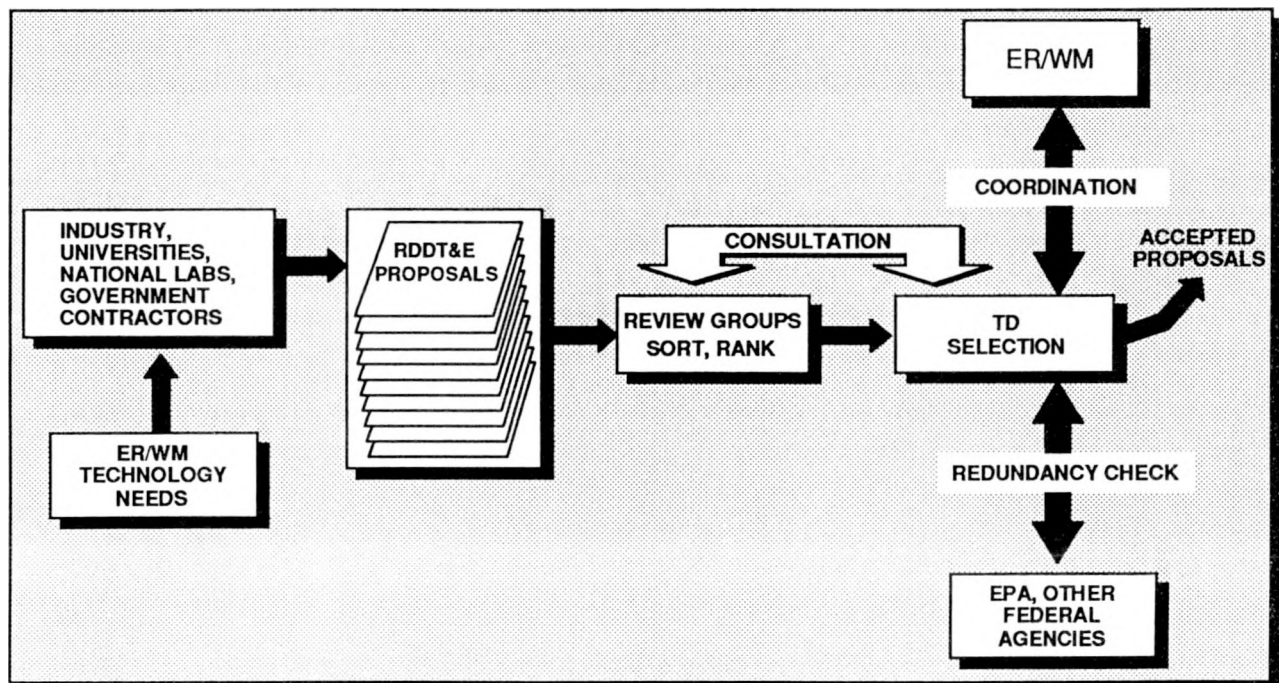 ER/WM
COORDINATION
ACCEPTED
PROPOSALS
INDUSTRY,
UNIVERSITIES,
NATIONAL LABS,
GOVERNMENT
CONTRACTORS
RDDT&E
PROPOSALS
CONSULTATION
REVIEW GROUPS
SORT, RANK
TD
SELECTION
ER/WM
TECHNOLOGY
NEEDS
REDUNDANCY CHECK
EPA, OTHER
FEDERAL
AGENCIES